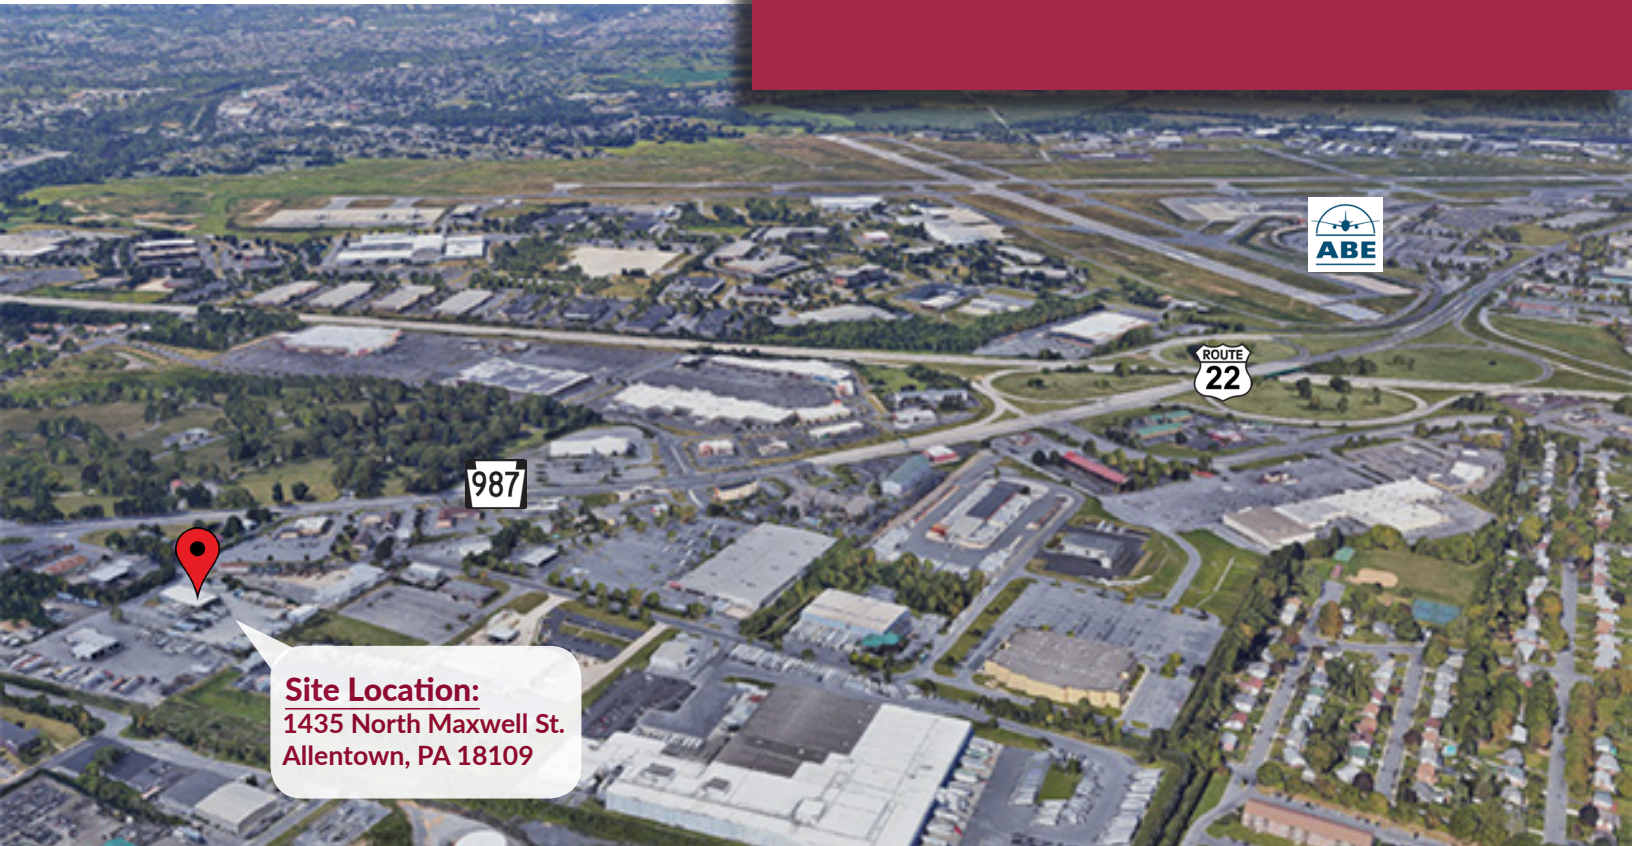 ABE
ROUTE
22
987
Site Location:
1435 North Maxwell St.
Allentown, PA 18109